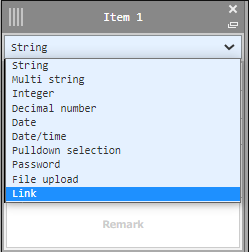 Item 1
String
String
Multi string
Integer
Decimal number
Date
Date/time
Pulldown selection
Password
File upload
Link
Remark